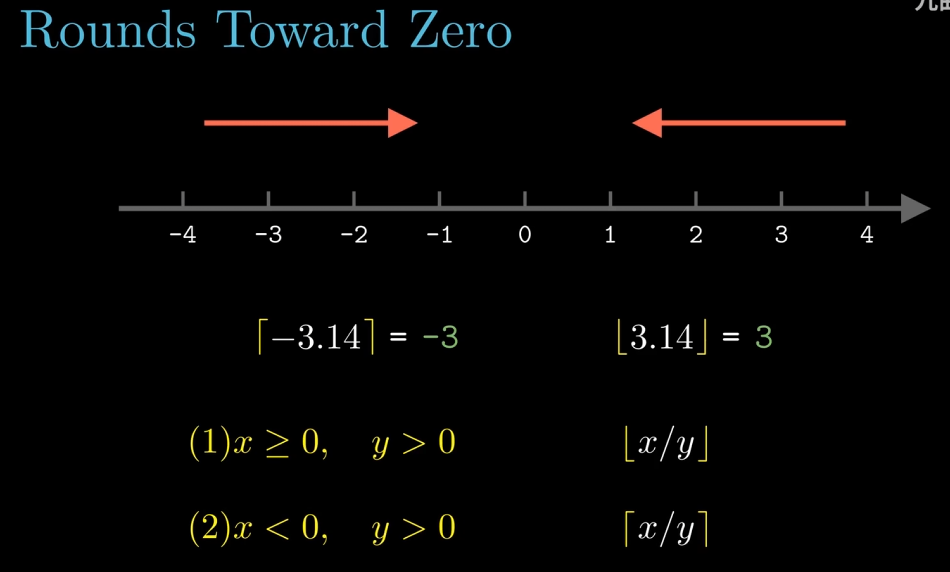 Rounds Toward Zero
-4 -3 -2 -1 0 1 2 3 4
⌈−3.14⌉ = -3 ⌊3.14⌋ = 3
(1)x ≥ 0, y > 0 ⌊x/y⌋
(2)x < 0, y > 0 ⌈x/y⌉